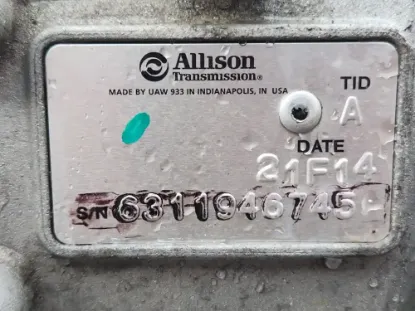 Allison
Transmission®
MADE BY UAW 933 IN INDIANAPOLIS, IN USA
TID
A
DATE
21F14
S/N 6311946745